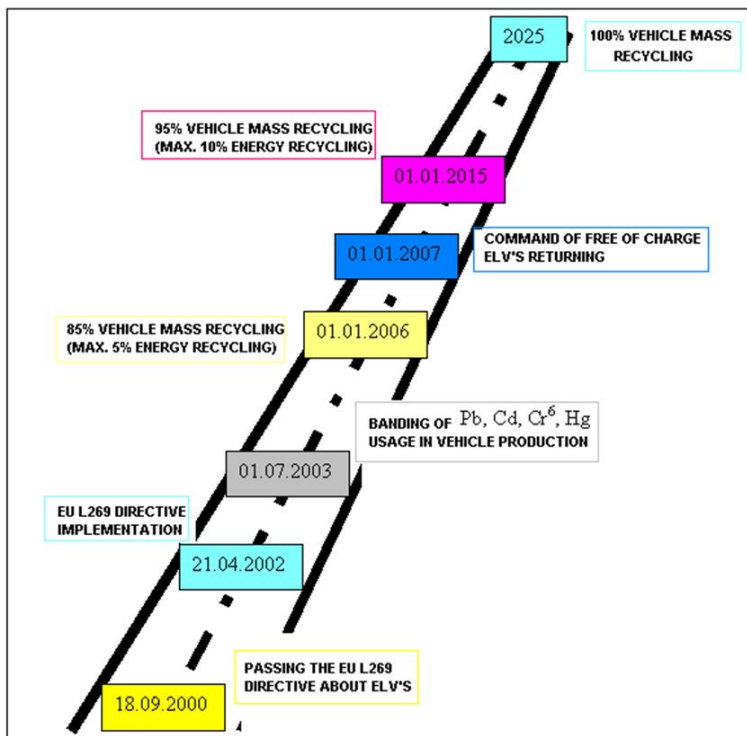 2025
100% VEHICLE MASS
RECYCLING
95% VEHICLE MASS RECYCLING
(MAX. 10% ENERGY RECYCLING)
01.01.2015
01.01.2007
COMMAND OF FREE OF CHARGE
ELV'S RETURNING
85% VEHICLE MASS RECYCLING
(MAX. 5% ENERGY RECYCLING)
01.01.2006
BANDING OF Pb, Cd, Cr⁶, Hg
USAGE IN VEHICLE PRODUCTION
01.07.2003
EU L269 DIRECTIVE
IMPLEMENTATION
21.04.2002
PASSING THE EU L269
DIRECTIVE ABOUT ELV'S
18.09.2000